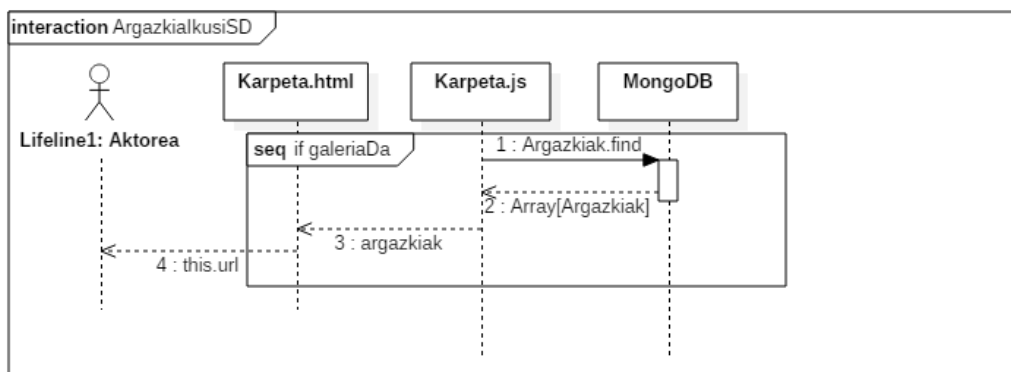 interaction ArgazkiaIkusiSD
Karpeta.html
Karpeta.js
MongoDB
Lifeline1: Aktorea
seq if galeriaDa
1 : Argazkiak.find
2 : Array[Argazkiak]
3 : argazkiak
4 : this.url